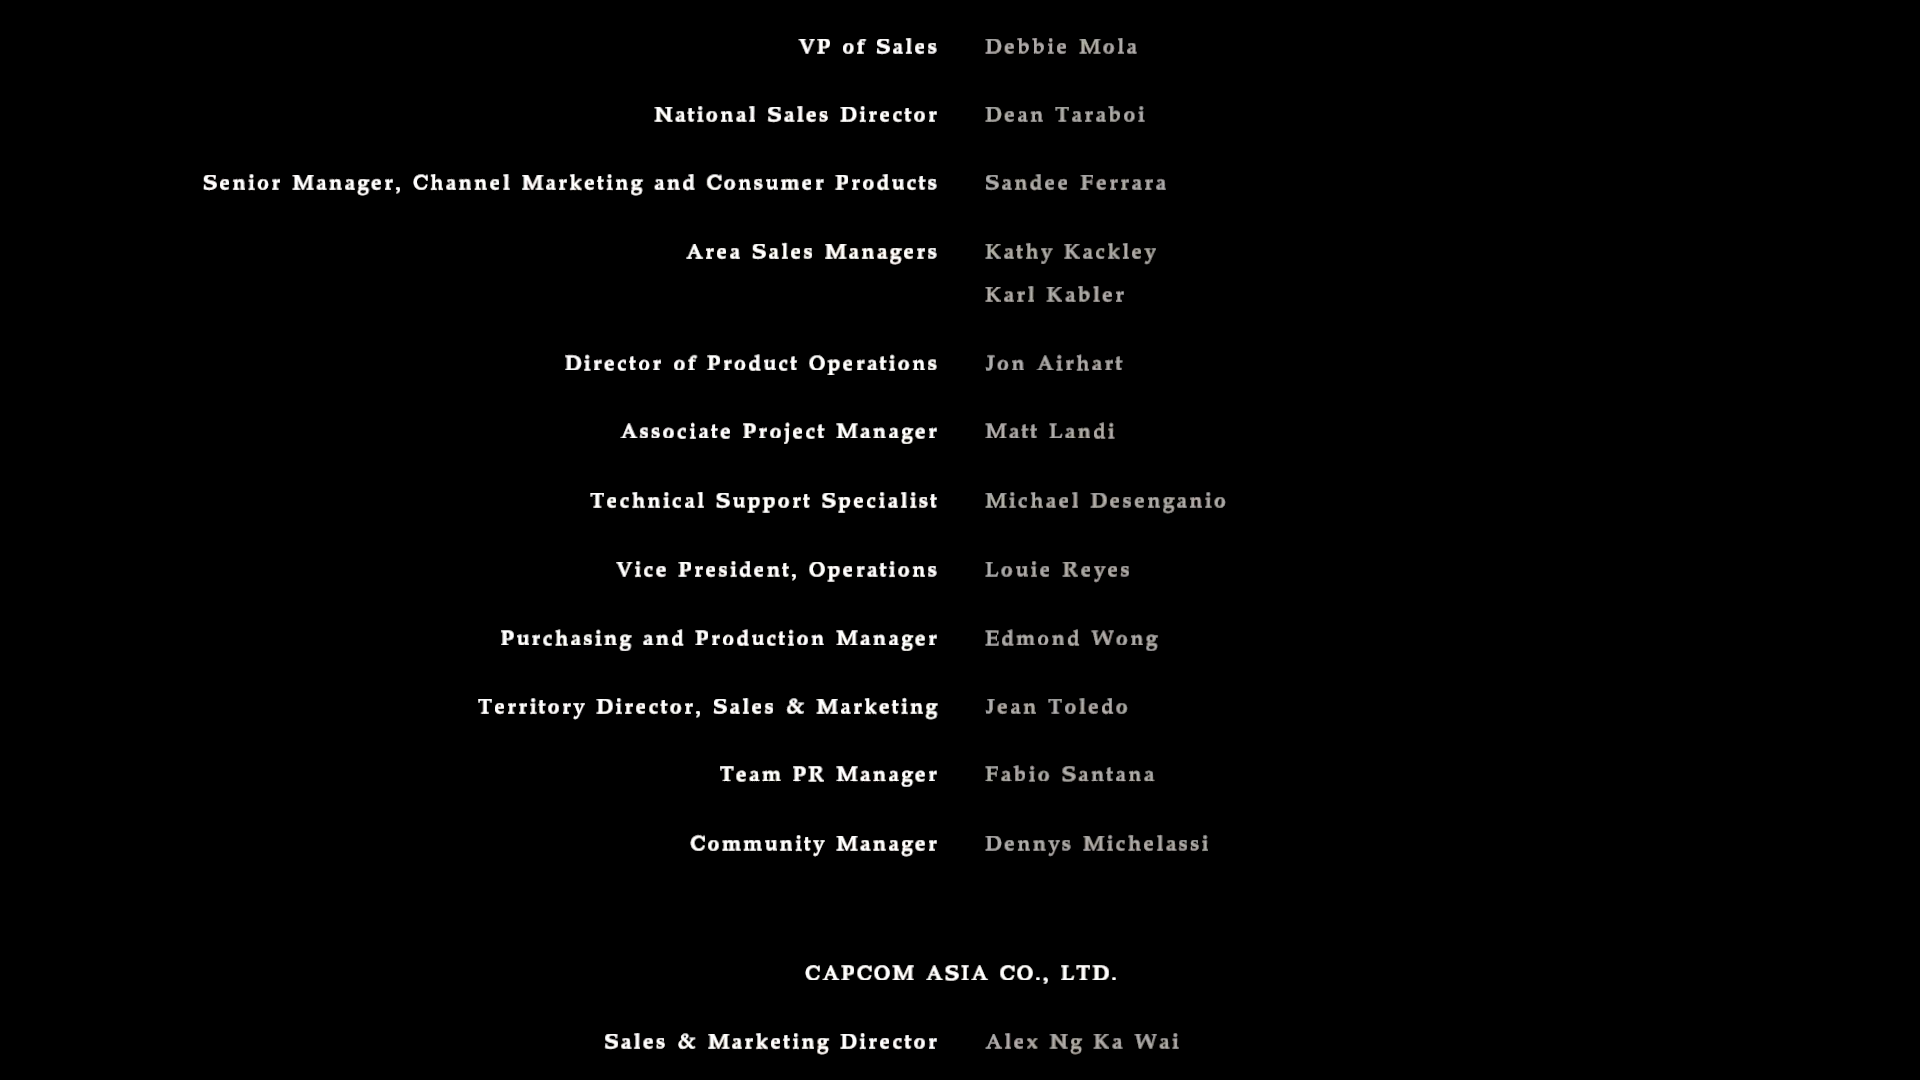 VP of Sales Debbie Mola
National Sales Director Dean Taraboi
Senior Manager, Channel Marketing and Consumer Products Sandee Ferrara
Area Sales Managers Kathy Kackley
Karl Kabler
Director of Product Operations Jon Airhart
Associate Project Manager Matt Landi
Technical Support Specialist Michael Desenganio
Vice President, Operations Louie Reyes
Purchasing and Production Manager Edmond Wong
Territory Director, Sales & Marketing Jean Toledo
Team PR Manager Fabio Santana
Community Manager Dennys Michelassi
CAPCOM ASIA CO., LTD.
Sales & Marketing Director Alex Ng Ka Wai